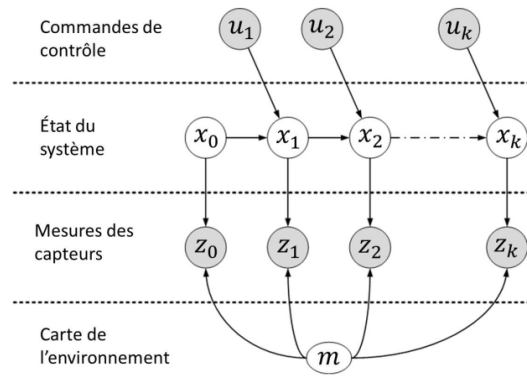 Commandes de
contrôle
u₁ u₂ uₖ
État du
système
x₀ x₁ x₂ xₖ
Mesures des
capteurs
z₀ z₁ z₂ zₖ
Carte de
l'environnement
m